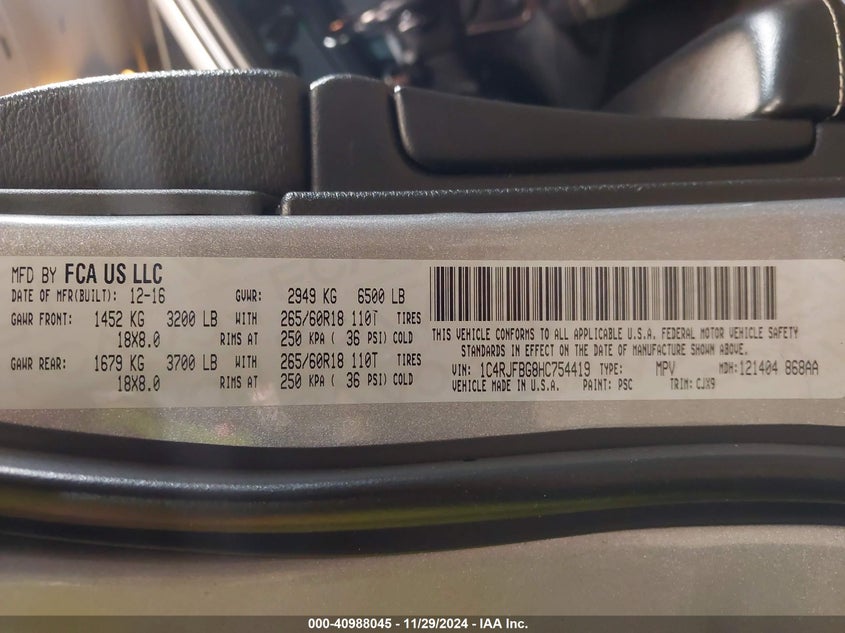 MFD BY FCA US LLC
DATE OF MFR(BUILT): 12-16 GVWR: 2949 KG 6500 LB
GAWR FRONT: 1452 KG 3200 LB WITH 265/60R18 110T TIRES
18X8.0 RIMS AT 250 KPA ( 36 PSI) COLD
GAWR REAR: 1679 KG 3700 LB WITH 265/60R18 110T TIRES
18X8.0 RIMS AT 250 KPA ( 36 PSI) COLD
THIS VEHICLE CONFORMS TO ALL APPLICABLE U.S.A. FEDERAL MOTOR VEHICLE SAFETY
STANDARDS IN EFFECT ON THE DATE OF MANUFACTURE SHOWN ABOVE.
VIN: 1C4RJFBG8HC754419 TYPE: MPV MDH:121404 868AA
VEHICLE MADE IN U.S.A. PAINT: PSC TRIM: CJX9
000-40988045 - 11/29/2024 - IAA Inc.